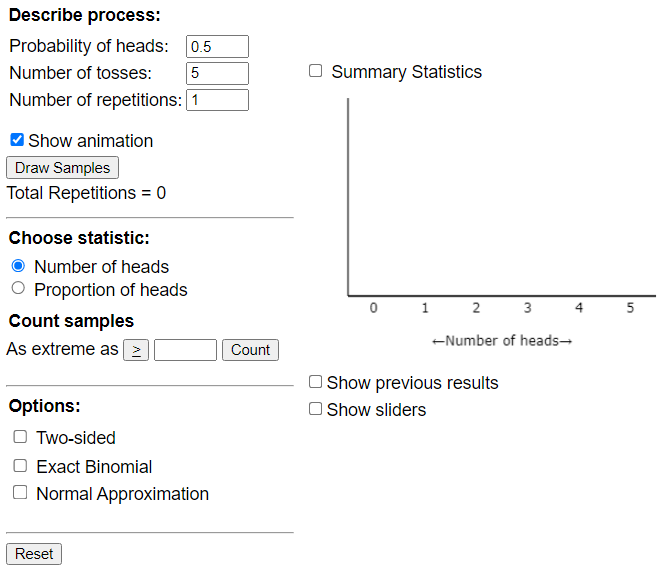 Describe process:
Probability of heads: 0.5
Number of tosses: 5
Number of repetitions: 1
Show animation
Draw Samples
Total Repetitions = 0
Choose statistic:
Number of heads
Proportion of heads
Count samples
As extreme as ≥ Count
Options:
Two-sided
Exact Binomial
Normal Approximation
Reset
Summary Statistics
0 1 2 3 4 5
←Number of heads→
Show previous results
Show sliders